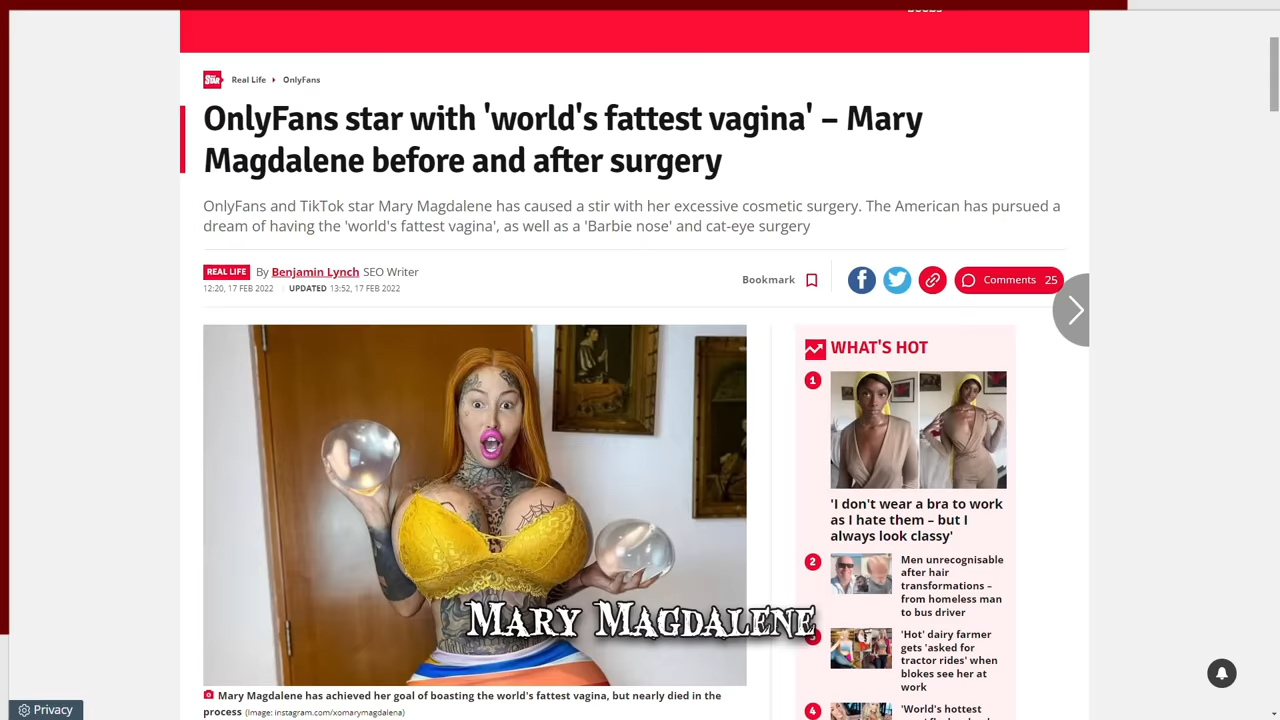 Real Life
OnlyFans
OnlyFans star with 'world's fattest vagina' – Mary
Magdalene before and after surgery
OnlyFans and TikTok star Mary Magdalene has caused a stir with her excessive cosmetic surgery. The American has pursued a
dream of having the 'world's fattest vagina', as well as a 'Barbie nose' and cat-eye surgery
REAL LIFE By Benjamin Lynch SEO Writer
12:20, 17 FEB 2022 UPDATED 13:52, 17 FEB 2022
Bookmark
Comments 25
WHAT'S HOT
1
'I don't wear a bra to work
as I hate them – but I
always look classy'
2
Men unrecognisable
after hair
transformations –
from homeless man
to bus driver
'Hot' dairy farmer
gets 'asked for
tractor rides' when
blokes see her at
work
4
'World's hottest
MARY MAGDALENE
Mary Magdalene has achieved her goal of boasting the world's fattest vagina, but nearly died in the
process (Image: instagram.com/xomarymagdalena)
Privacy